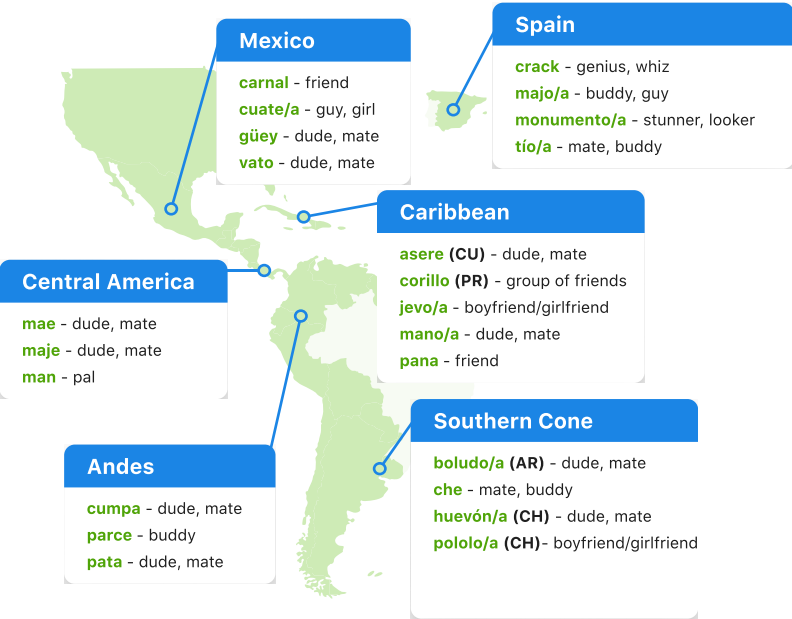 Mexico
carnal - friend
cuate/a - guy, girl
güey - dude, mate
vato - dude, mate
Spain
crack - genius, whiz
majo/a - buddy, guy
monumento/a - stunner, looker
tío/a - mate, buddy
Caribbean
asere (CU) - dude, mate
corillo (PR) - group of friends
jevo/a - boyfriend/girlfriend
mano/a - dude, mate
pana - friend
Central America
mae - dude, mate
maje - dude, mate
man - pal
Southern Cone
boludo/a (AR) - dude, mate
che - mate, buddy
huevón/a (CH) - dude, mate
pololo/a (CH)- boyfriend/girlfriend
Andes
cumpa - dude, mate
parce - buddy
pata - dude, mate